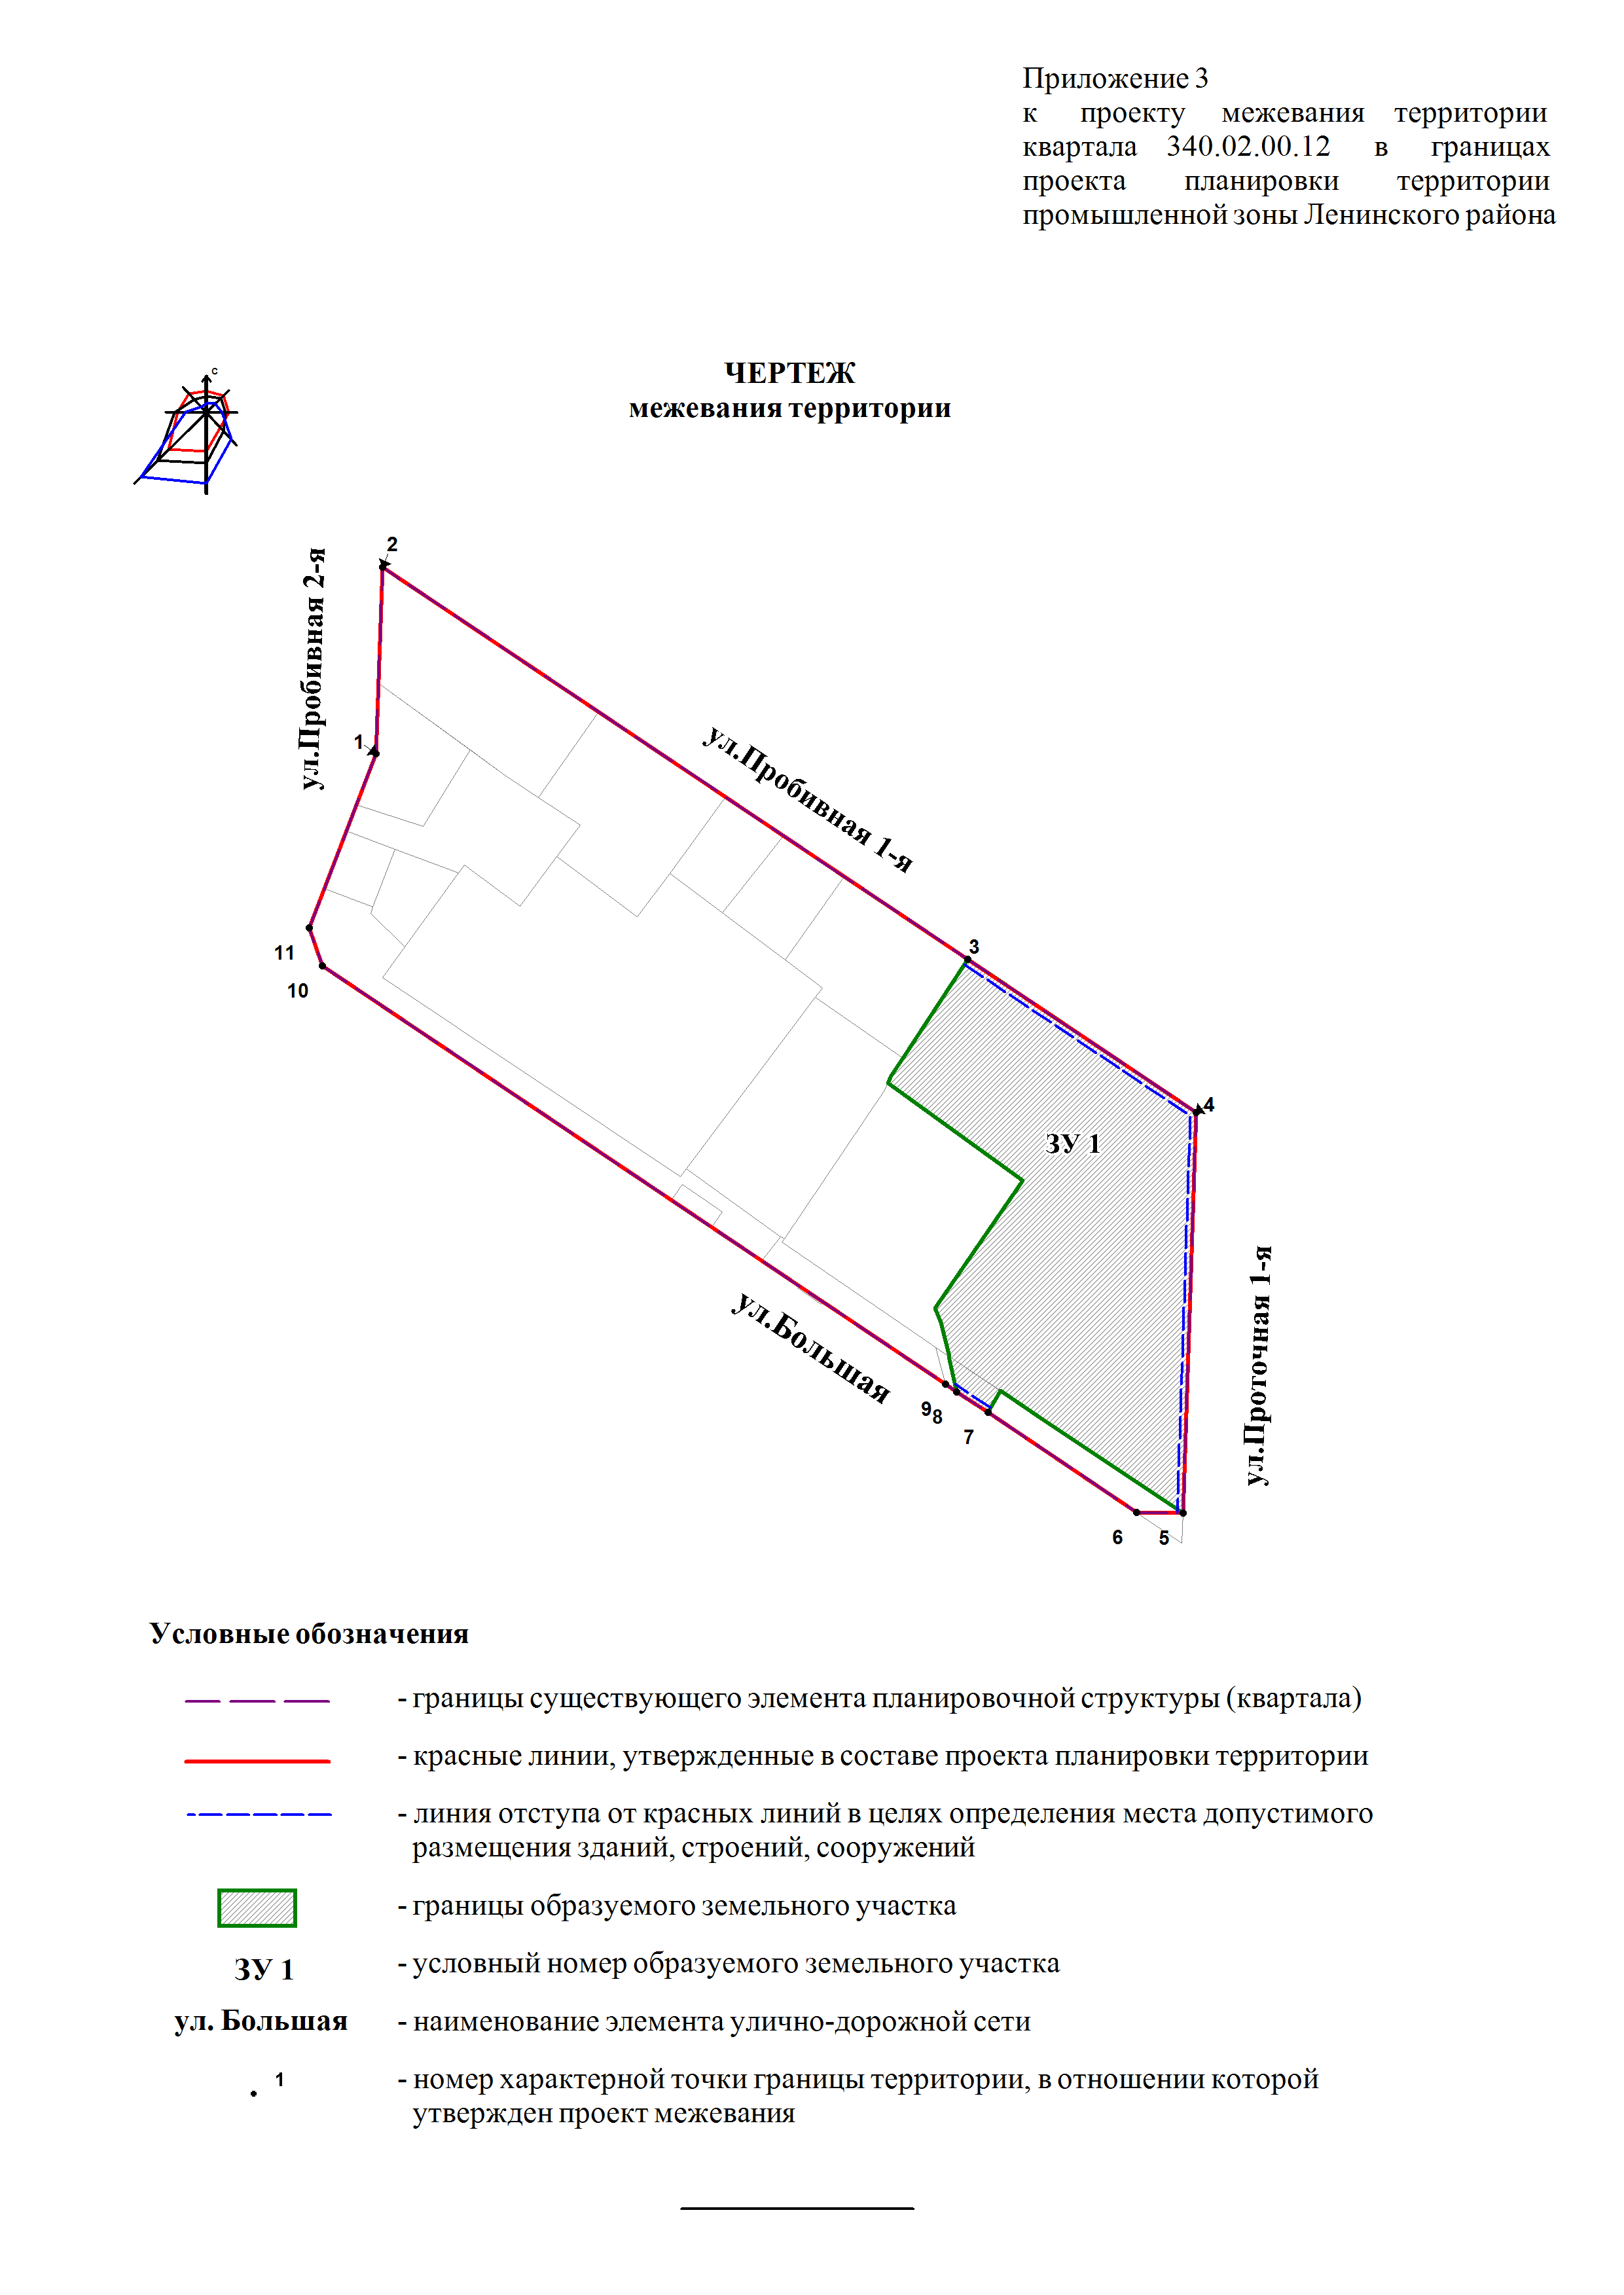 Приложение 3
к проекту межевания территории
квартала 340.02.00.12 в границах
проекта планировки территории
промышленной зоны Ленинского района
ЧЕРТЕЖ
межевания территории
С
2
ул.Пробивная 2-я
1
ул.Пробивная 1-я
3
11
10
4
ЗУ 1
ул.Большая
ул.Проточная 1-я
9
8
7
6
5
Условные обозначения
- границы существующего элемента планировочной структуры (квартала)
- красные линии, утвержденные в составе проекта планировки территории
- линия отступа от красных линий в целях определения места допустимого
размещения зданий, строений, сооружений
- границы образуемого земельного участка
ЗУ 1 - условный номер образуемого земельного участка
ул. Большая - наименование элемента улично-дорожной сети
1 - номер характерной точки границы территории, в отношении которой
утвержден проект межевания